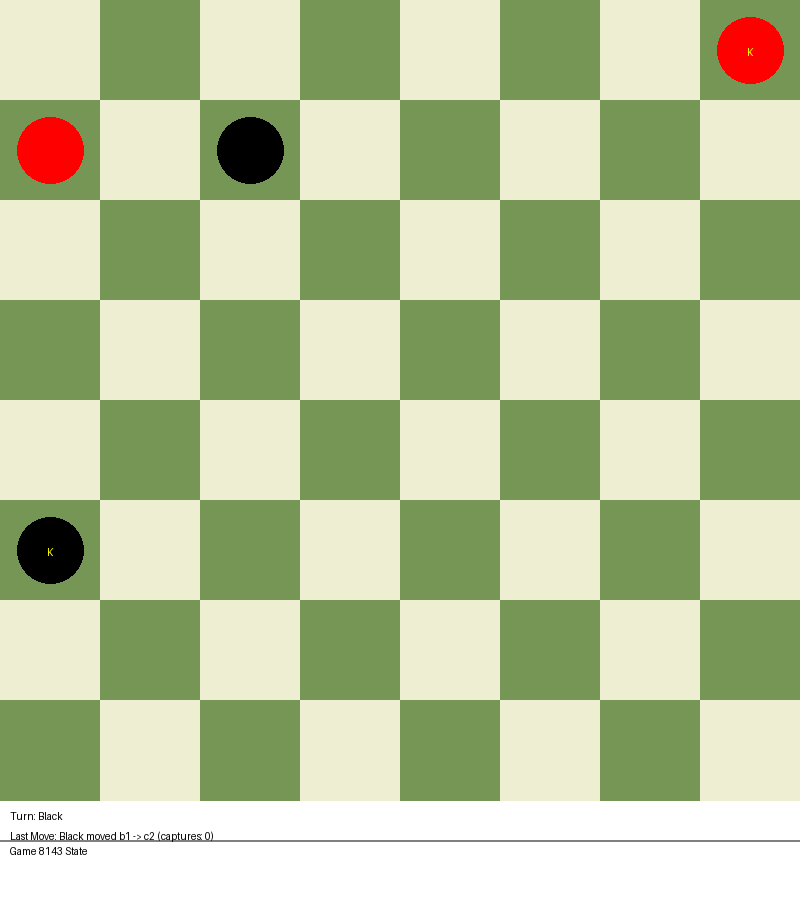 K
K
Turn: Black
Last Move: Black moved b1 -> c2 (captures: 0)
Game 8143 State